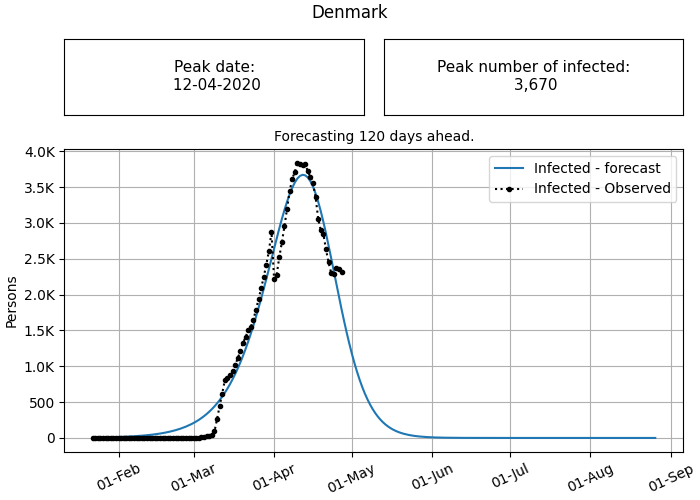 Denmark
Peak date:
12-04-2020
Peak number of infected:
3,670
Forecasting 120 days ahead.
4.0K
3.5K
3.0K
2.5K
2.0K
1.5K
1.0K
500
0
Persons
Infected - forecast
Infected - Observed
01-Feb
01-Mar
01-Apr
01-May
01-Jun
01-Jul
01-Aug
01-Sep